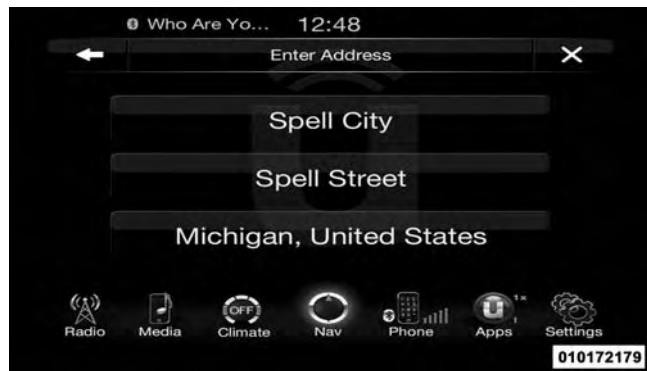 Who Are Yo... 12:48
Enter Address
Spell City
Spell Street
Michigan, United States
OFF 1x
Radio Media Climate Nav Phone Apps Settings
010172179